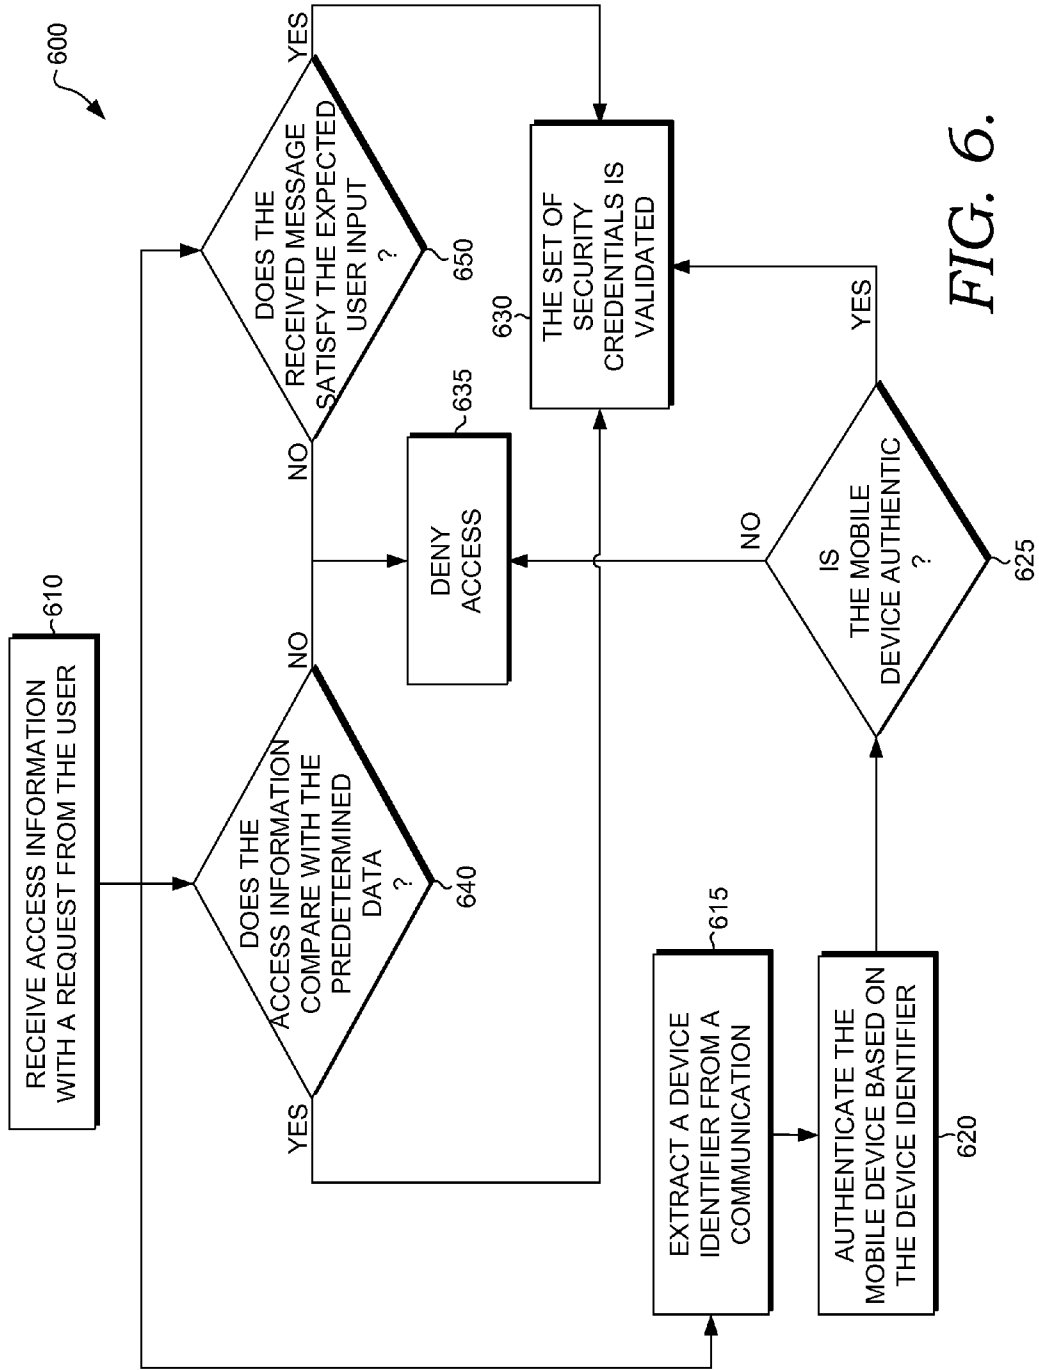 600
RECEIVE ACCESS INFORMATION
WITH A REQUEST FROM THE USER
610
DOES THE
ACCESS INFORMATION
COMPARE WITH THE
PREDETERMINED
DATA
?
640
YES
NO
DOES THE
RECEIVED MESSAGE
SATISFY THE EXPECTED
USER INPUT
?
650
NO
YES
DENY
ACCESS
635
630
THE SET OF
SECURITY
CREDENTIALS IS
VALIDATED
EXTRACT A DEVICE
IDENTIFIER FROM A
COMMUNICATION
615
AUTHENTICATE THE
MOBILE DEVICE BASED ON
THE DEVICE IDENTIFIER
620
IS
THE MOBILE
DEVICE AUTHENTIC
?
625
NO
YES
FIG. 6.